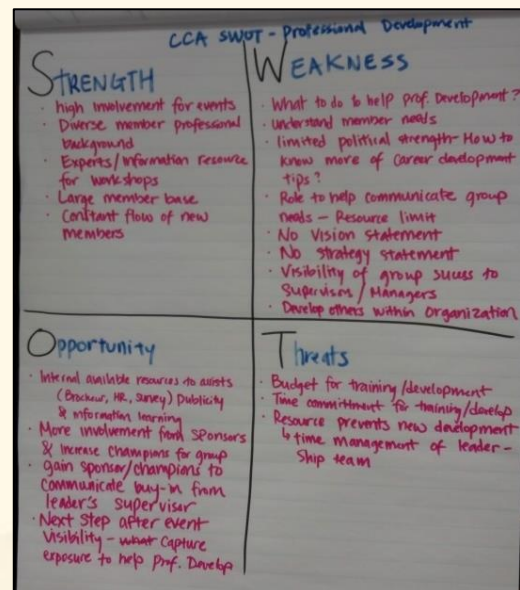 CCA SWOT - Professional Development
STRENGTH
· high involvement for events
· Diverse member professional
background
· Experts/Information resource
for workshops
· Large member base
· Constant flow of new
members
WEAKNESS
· What to do to help Prof. Development?
· understand member needs
· limited political strength - How to
know more of Career development
tips?
· Role to help communicate group
needs - Resource limit
· No Vision statement
· No strategy statement
· Visibility of group sucess to
Supervisors/Managers
· Develop others within Organization
Opportunity
· Internal available resources to assists
(Brochour, HR, survey) Publicity
& Information learning
· More involvement from sponsors
& increase champions for group
· gain sponsor/champions to
communicate buy-in from
leader's supervisor
· Next Step after event
Visibility - what Capture
exposure to help Prof. Develop
Threats
· Budget for training/development
· Time committment for training/develop
· Resource prevents new development
↳ time management of leader-
Ship team